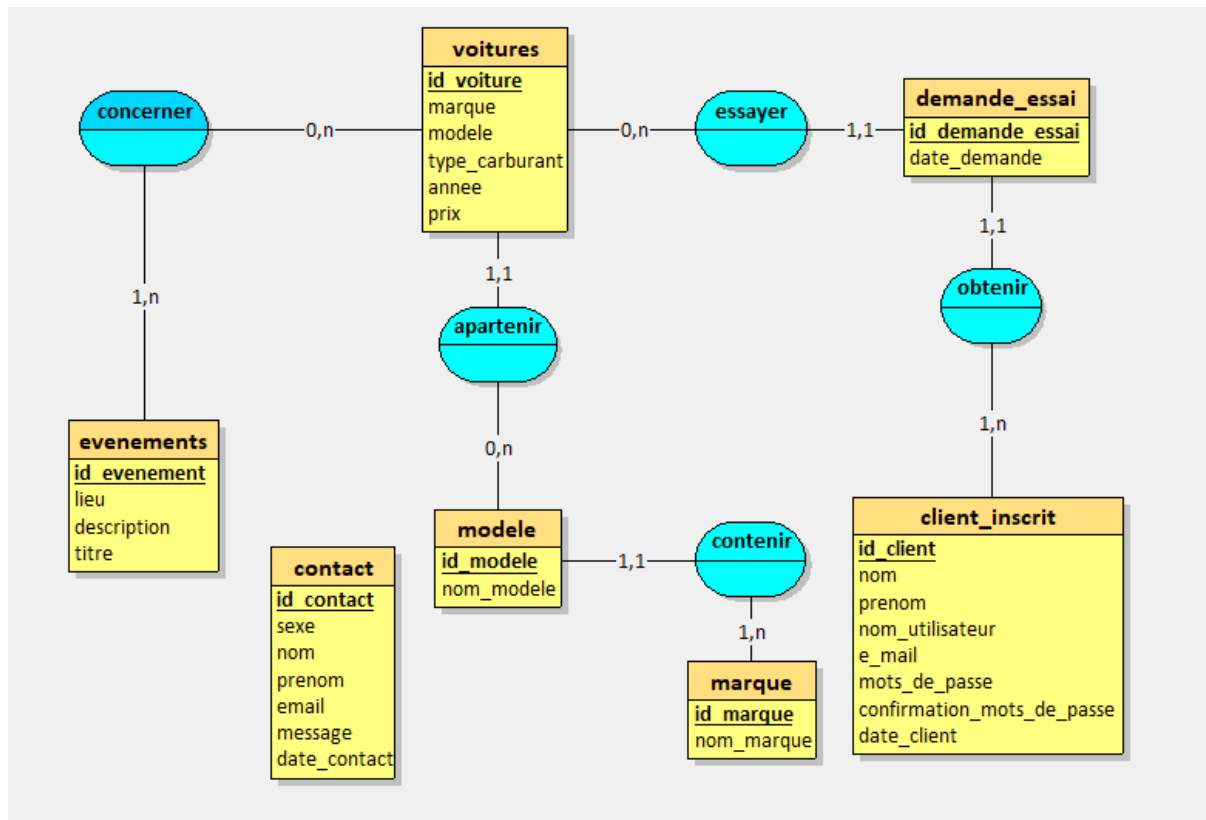 voitures
id_voiture
marque
modele
type_carburant
annee
prix
concerner
0,n
0,n
essayer
1,1
demande_essai
id_demande_essai
date_demande
1,n
1,1
apartenir
0,n
1,1
obtenir
1,n
evenements
id_evenement
lieu
description
titre
contact
id_contact
sexe
nom
prenom
email
message
date_contact
modele
id_modele
nom_modele
1,1
contenir
1,n
marque
id_marque
nom_marque
client_inscrit
id_client
nom
prenom
nom_utilisateur
e_mail
mots_de_passe
confirmation_mots_de_passe
date_client